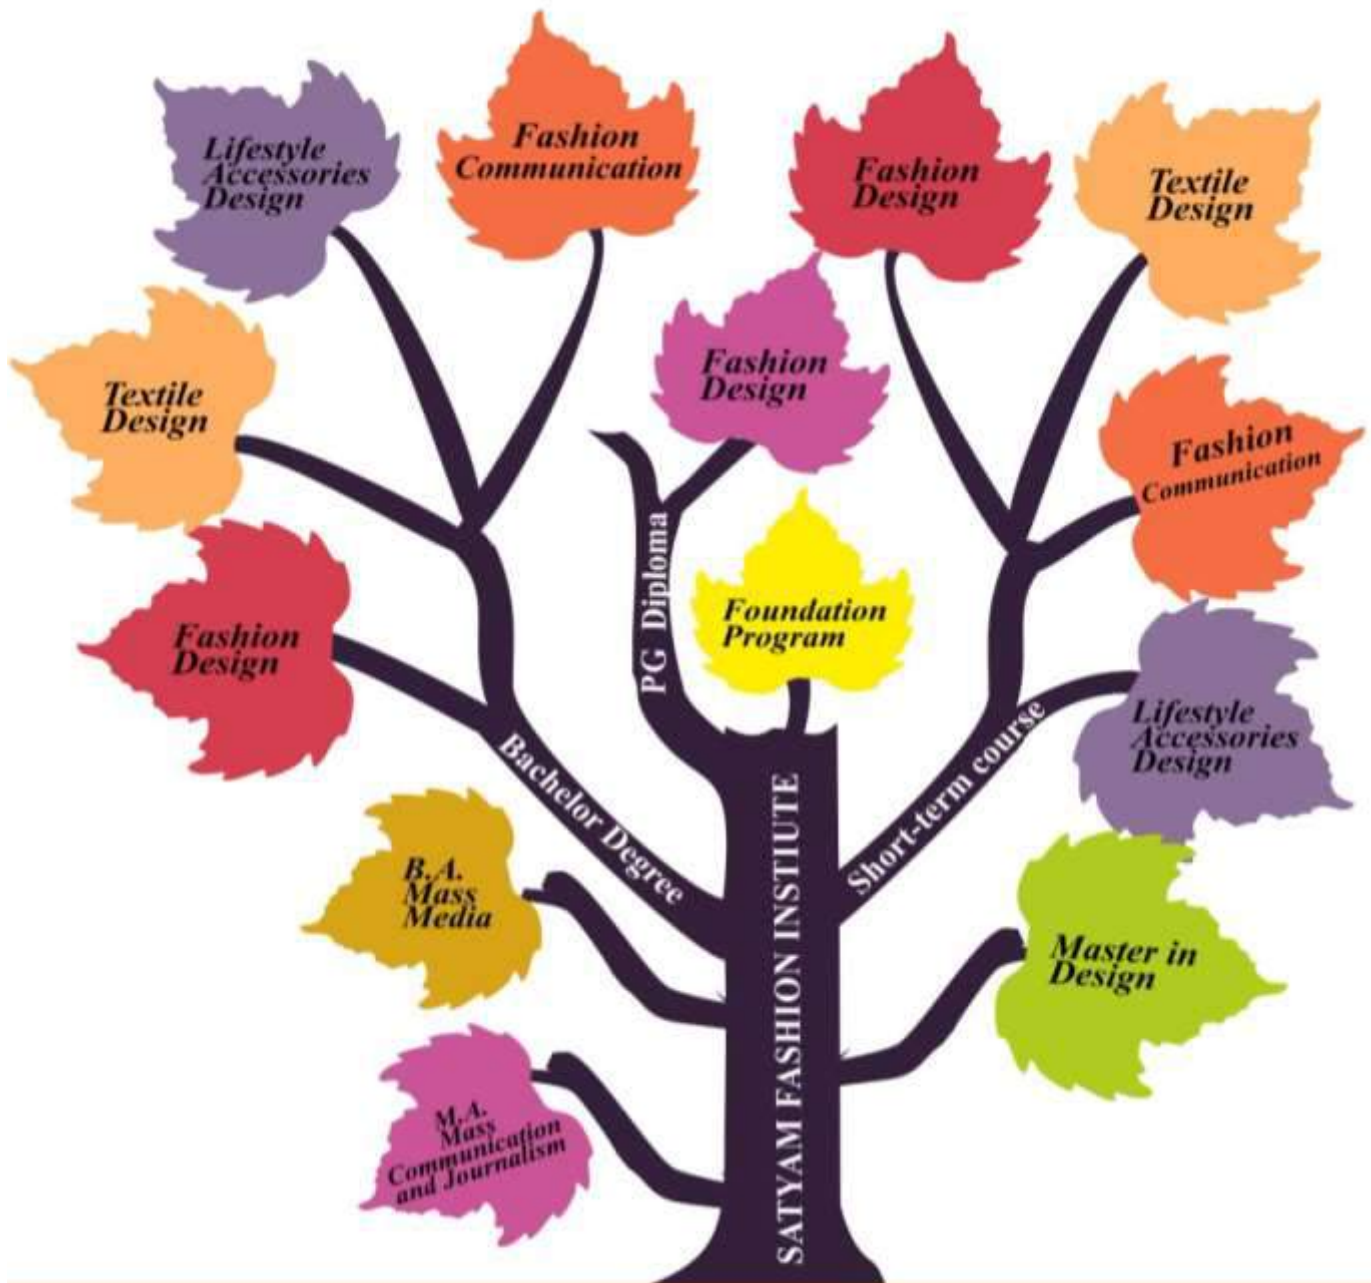 Lifestyle
Accessories
Design
Fashion
Communication
Fashion
Design
Textile
Design
Textile
Design
Fashion
Design
Fashion
Communication
Fashion
Design
PG Diploma
Foundation
Program
Lifestyle
Accessories
Design
Bachelor Degree
Short-term course
B.A.
Mass
Media
Master in
Design
M.A.
Mass
Communication
and Journalism
SATYAM FASHION INSTIUTE